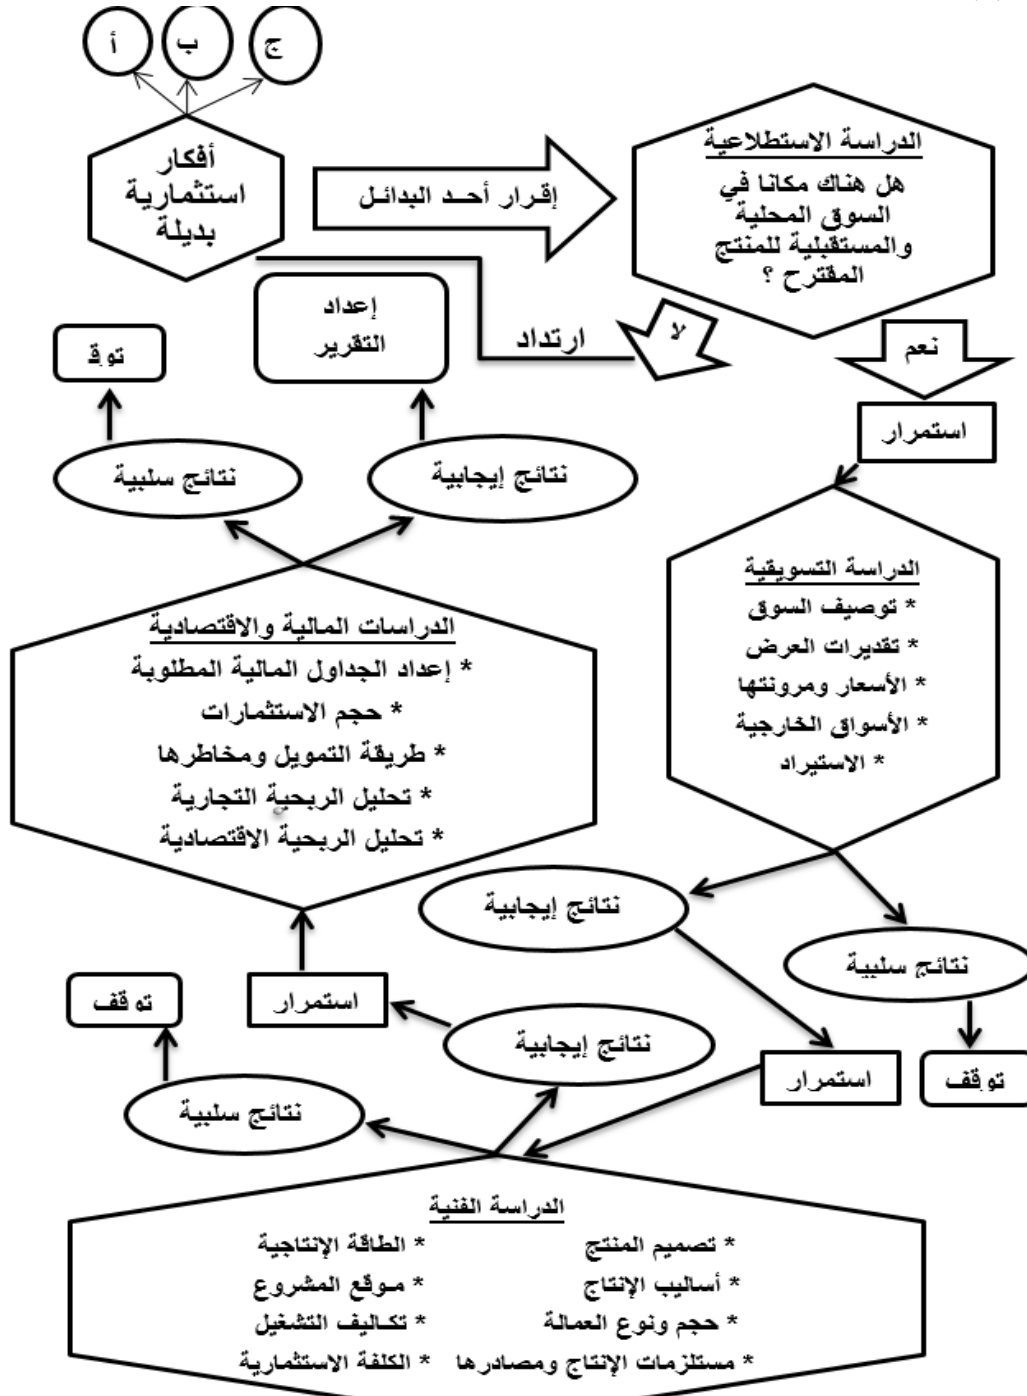 أ
ب
ج
أفكار
استثمارية
بديلة
إقرار أحد البدائل
الدراسة الاستطلاعية
هل هناك مكانا في
السوق المحلية
والمستقبلية للمنتج
المقترح ؟
لا
ارتداد
نعم
استمرار
الدراسة التسويقية
* توصيف السوق
* تقديرات العرض
* الأسعار ومرونتها
* الأسواق الخارجية
* الاستيراد
نتائج إيجابية
نتائج سلبية
توقف
استمرار
الدراسة الفنية
* تصميم المنتج
* أساليب الإنتاج
* حجم ونوع العمالة
* مستلزمات الإنتاج ومصادرها
* الطاقة الإنتاجية
* موقع المشروع
* تكاليف التشغيل
* الكلفة الاستثمارية
نتائج إيجابية
نتائج سلبية
توقف
استمرار
الدراسات المالية والاقتصادية
* إعداد الجداول المالية المطلوبة
* حجم الاستثمارات
* طريقة التمويل ومخاطرها
* تحليل الربحية التجارية
* تحليل الربحية الاقتصادية
نتائج إيجابية
نتائج سلبية
إعداد
التقرير
توقـ